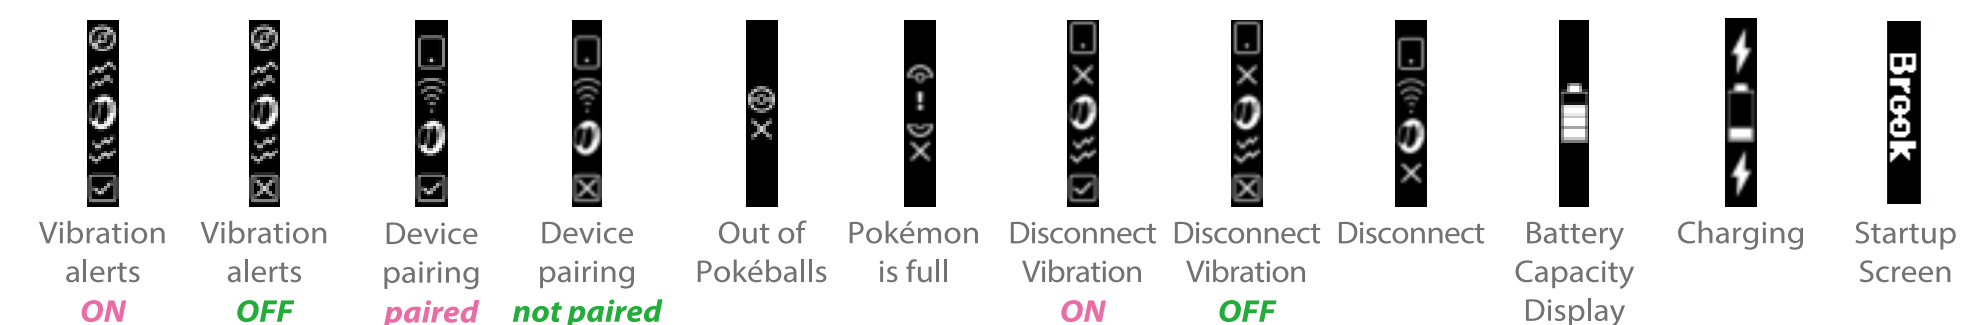 Brook
Vibration alerts ON
Vibration alerts OFF
Device pairing paired
Device pairing not paired
Out of Pokéballs
Pokémon is full
Disconnect Vibration ON
Disconnect Vibration OFF
Disconnect
Battery Capacity Display
Charging
Startup Screen